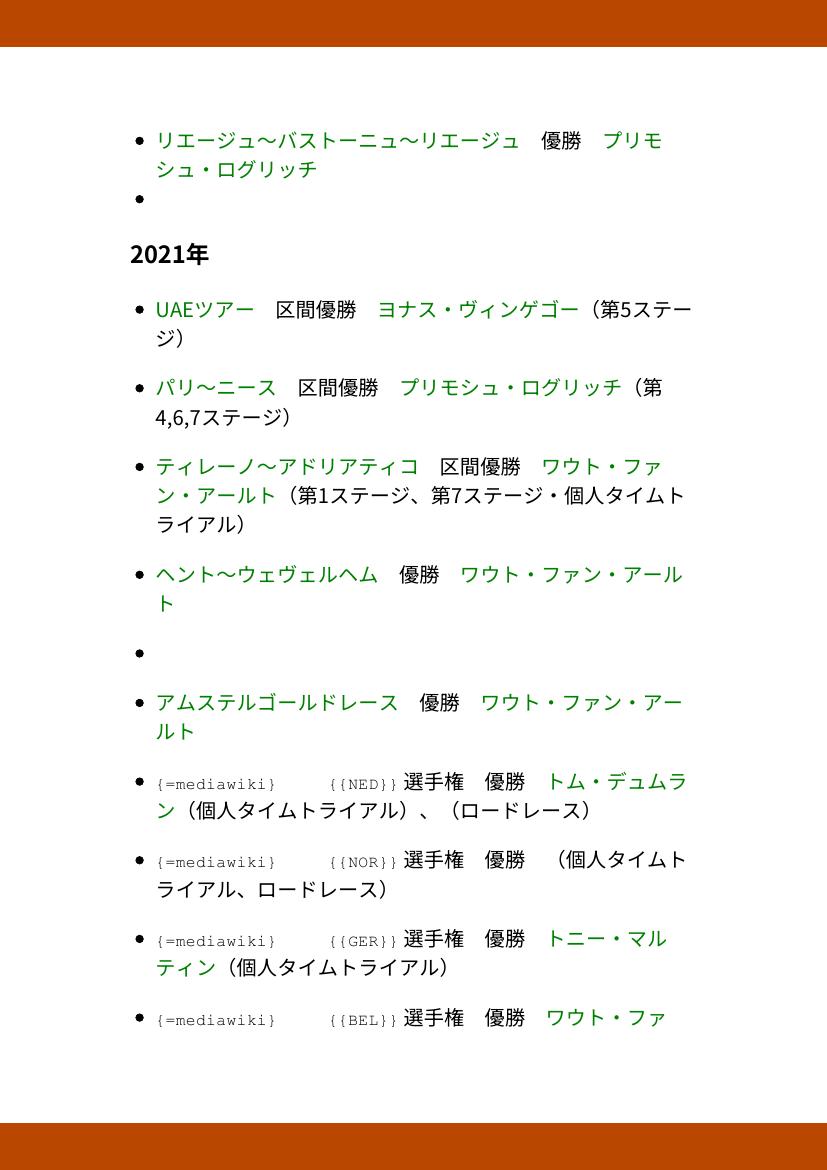 リエージュ〜バストーニュ〜リエージュ　優勝　プリモ
シュ・ログリッチ
2021年
UAEツアー　区間優勝　ヨナス・ヴィンゲゴー（第5ステー
ジ）
パリ〜ニース　区間優勝　プリモシュ・ログリッチ（第
4,6,7ステージ）
ティレーノ〜アドリアティコ　区間優勝　ワウト・ファ
ン・アールト（第1ステージ、第7ステージ・個人タイムト
ライアル）
ヘント〜ウェヴェルヘム　優勝　ワウト・ファン・アール
ト
アムステルゴールドレース　優勝　ワウト・ファン・アー
ルト
{=mediawiki} {{NED}} 選手権　優勝　トム・デュムラ
ン（個人タイムトライアル）、（ロードレース）
{=mediawiki} {{NOR}} 選手権　優勝　（個人タイムト
ライアル、ロードレース）
{=mediawiki} {{GER}} 選手権　優勝　トニー・マル
ティン（個人タイムトライアル）
{=mediawiki} {{BEL}} 選手権　優勝　ワウト・ファ